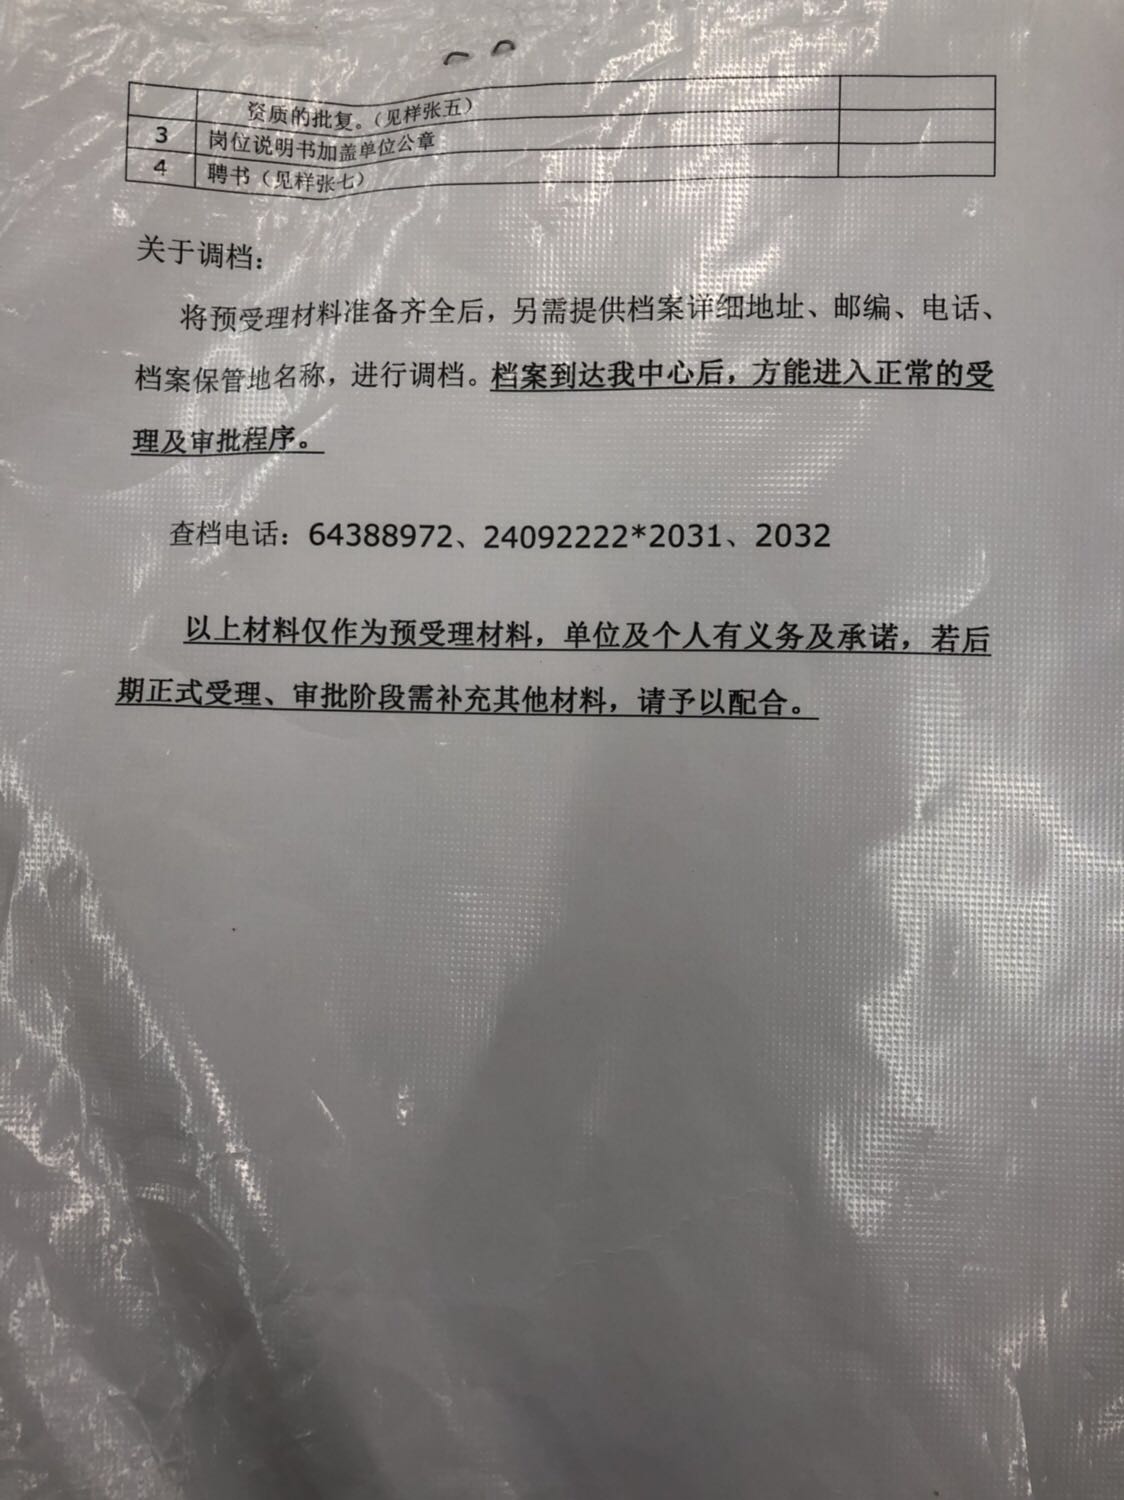 资质的批复。（见样张五）
3 岗位说明书加盖单位公章
4 聘书（见样张七）
关于调档：
将预受理材料准备齐全后，另需提供档案详细地址、邮编、电话、
档案保管地名称，进行调档。档案到达我中心后，方能进入正常的受
理及审批程序。
查档电话：64388972、24092222*2031、2032
以上材料仅作为预受理材料，单位及个人有义务及承诺，若后
期正式受理、审批阶段需补充其他材料，请予以配合。